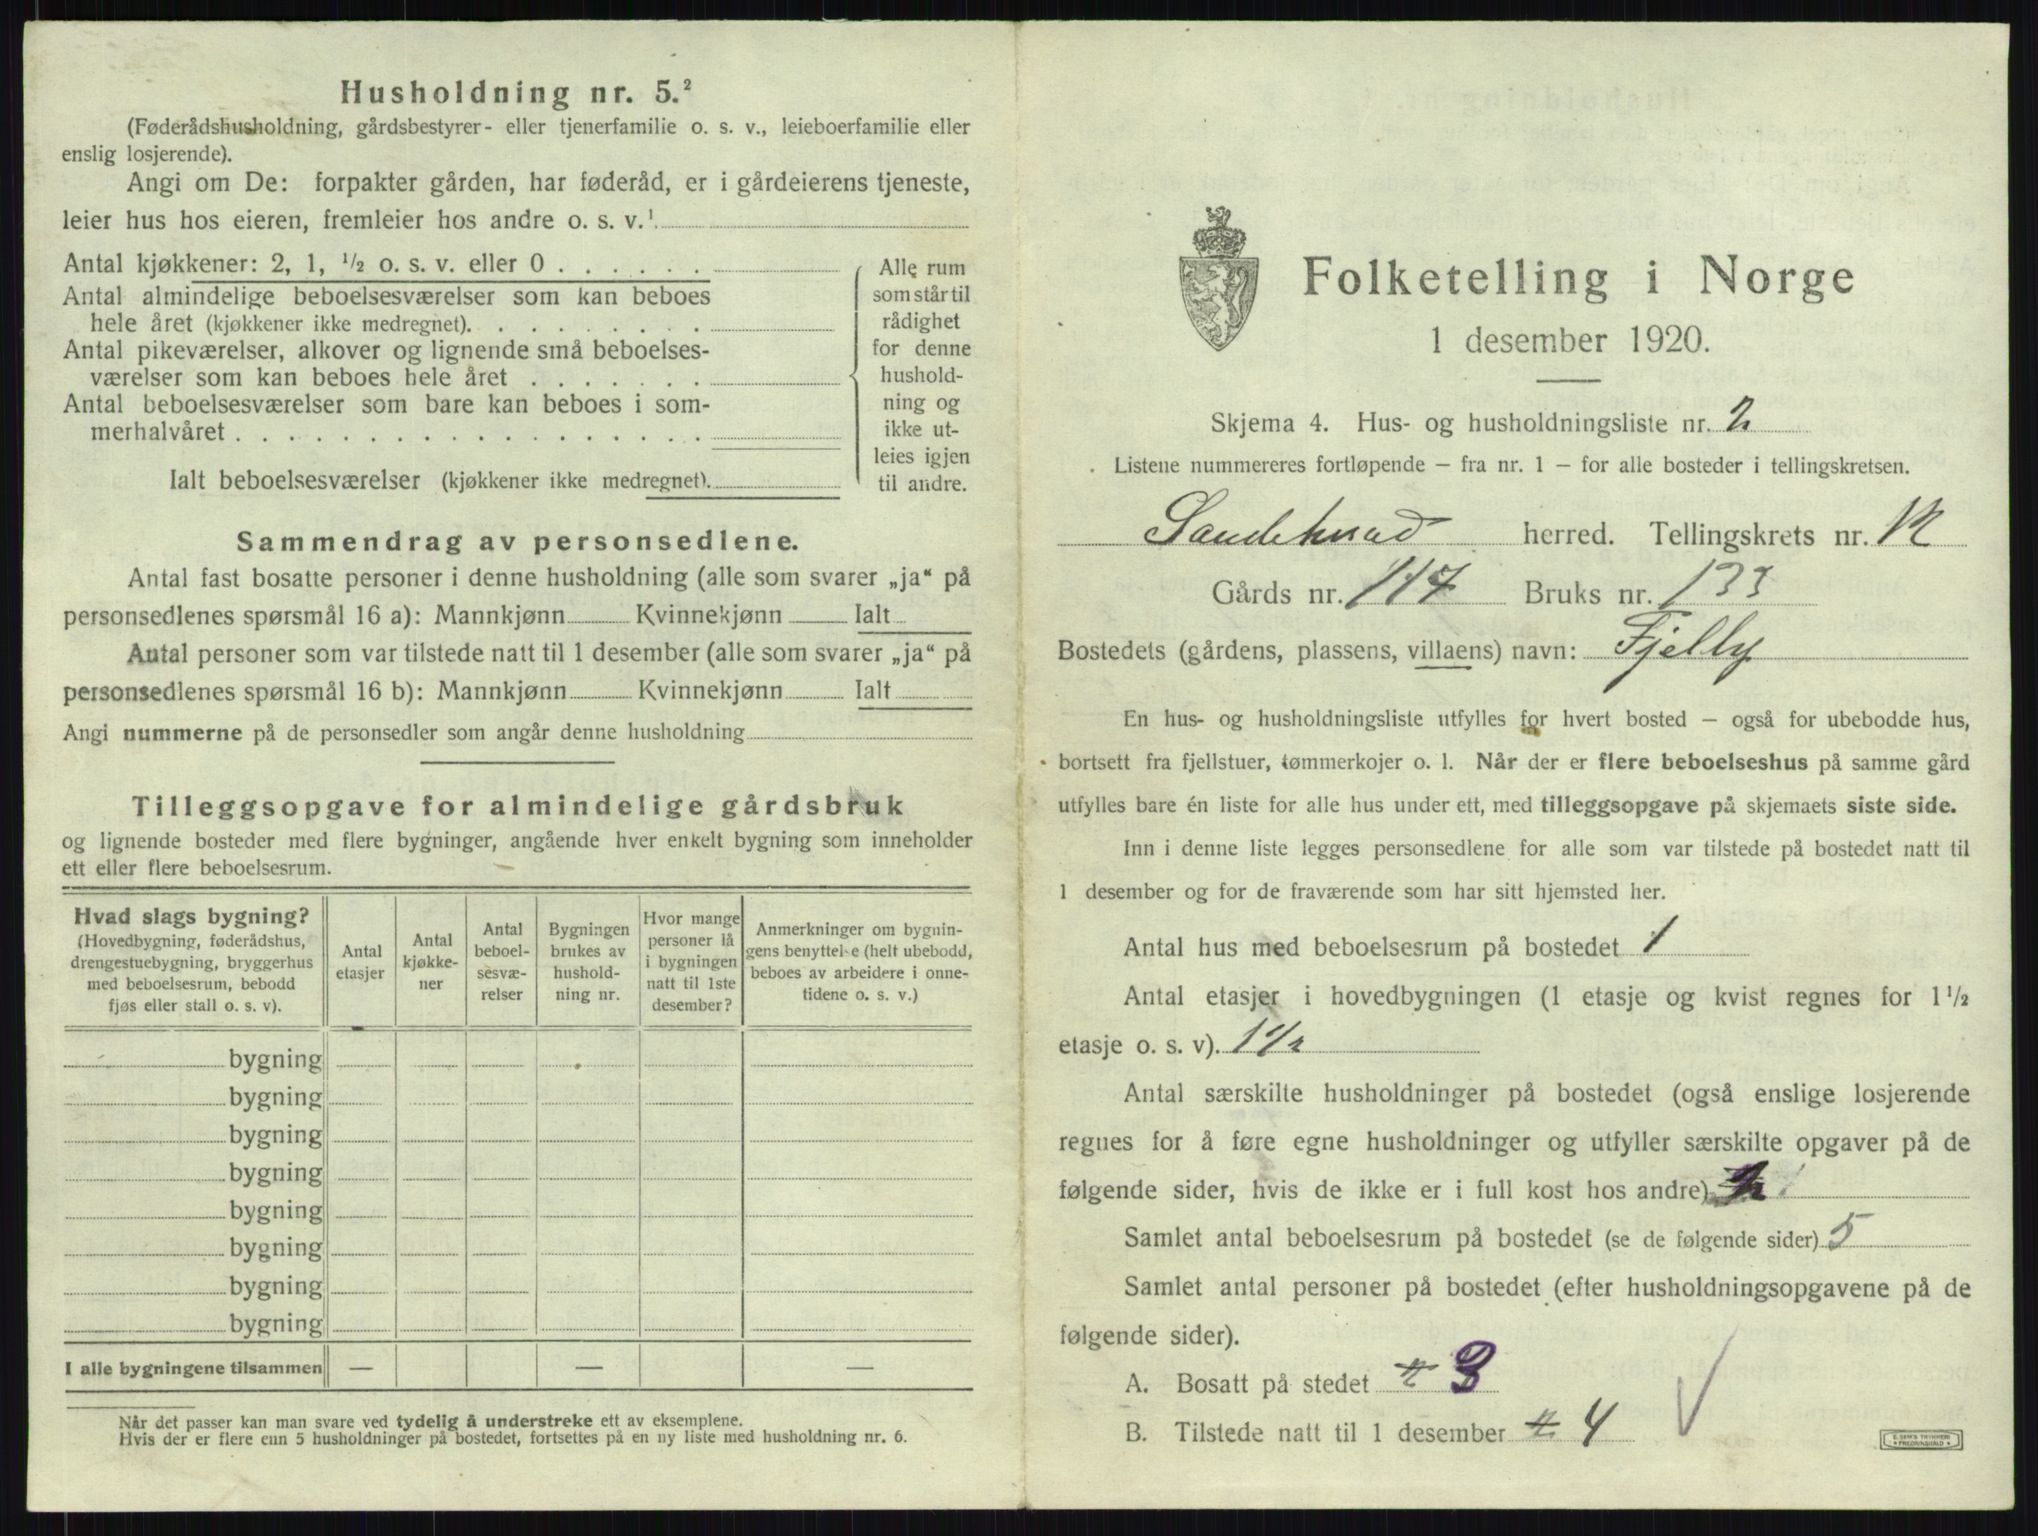 Husholdning nr. 5.²
(Føderådshusholdning, gårdsbestyrer- eller tjenerfamilie o. s. v., leieboerfamilie eller
enslig losjerende).
Angi om De: forpakter gården, har føderåd, er i gårdeierens tjeneste,
leier hus hos eieren, fremleier hos andre o. s. v.¹
Antal kjøkkener: 2, 1, ½ o. s. v. eller 0 . . . . . .
Antal almindelige beboelsesværelser som kan beboes
hele året (kjøkkener ikke medregnet). . . . . . . . .
Antal pikeværelser, alkover og lignende små beboelses-
værelser som kan beboes hele året . . . . . . .
Antal beboelsesværelser som bare kan beboes i som-
merhalvåret . . . . . . . . . . . . . . . . . .
Ialt beboelsesværelser (kjøkkener ikke medregnet).
Alle rum
som står til
rådighet
for denne
hushold-
ning og
ikke ut-
leies igjen
til andre.
Sammendrag av personsedlene.
Antal fast bosatte personer i denne husholdning (alle som svarer „ja“ på
personsedlenes spørsmål 16 a): Mannkjønn Kvinnekjønn Ialt
Antal personer som var tilstede natt til 1 desember (alle som svarer „ja“ på
personsedlenes spørsmål 16 b): Mannkjønn Kvinnekjønn Ialt
Angi nummerne på de personsedler som angår denne husholdning
Tilleggsopgave for almindelige gårdsbruk
og lignende bosteder med flere bygninger, angående hver enkelt bygning som inneholder
ett eller flere beboelsesrum.
Hvad slags bygning?
(Hovedbygning, føderådshus,
drengestuebygning, bryggerhus
med beboelsesrum, bebodd
fjøs eller stall o. s. v).
Antal
etasjer
Antal
kjøkke-
ner
Antal
beboel-
sesvæ-
relser
Bygningen
brukes av
hushold-
ning nr.
Hvor mange
personer lå
i bygningen
natt til 1ste
desember?
Anmerkninger om bygnin-
gens benyttelse (helt ubebodd,
beboes av arbeidere i onne-
tidene o. s. v.)
bygning
bygning
bygning
bygning
bygning
bygning
bygning
bygning
I alle bygningene tilsammen — — —
Når det passer kan man svare ved tydelig å understreke ett av eksemplene.
Hvis der er flere enn 5 husholdninger på bostedet, fortsettes på en ny liste med husholdning nr. 6.
Folketelling i Norge
1 desember 1920.
Skjema 4. Hus- og husholdningsliste nr. 2
Listene nummereres fortløpende – fra nr. 1 – for alle bosteder i tellingskretsen.
Sandeherad herred. Tellingskrets nr. 12
Gårds nr. 117 Bruks nr. 133
Bostedets (gårdens, plassens, villaens) navn: Fjelly
En hus- og husholdningsliste utfylles for hvert bosted – også for ubebodde hus,
bortsett fra fjellstuer, tømmerkojer o. l. Når der er flere beboelseshus på samme gård
utfylles bare én liste for alle hus under ett, med tilleggsopgave på skjemaets siste side.
Inn i denne liste legges personsedlene for alle som var tilstede på bostedet natt til
1 desember og for de fraværende som har sitt hjemsted her.
Antal hus med beboelsesrum på bostedet 1
Antal etasjer i hovedbygningen (1 etasje og kvist regnes for 1½
etasje o. s. v). 1½
Antal særskilte husholdninger på bostedet (også enslige losjerende
regnes for å føre egne husholdninger og utfyller særskilte opgaver på de
følgende sider, hvis de ikke er i full kost hos andre)
Samlet antal beboelsesrum på bostedet (se de følgende sider) 5
Samlet antal personer på bostedet (efter husholdningsopgavene på de
følgende sider).
A. Bosatt på stedet 3
B. Tilstede natt til 1 desember 4
E. SEM'S TRYKKERI
FREDRIKSHALD